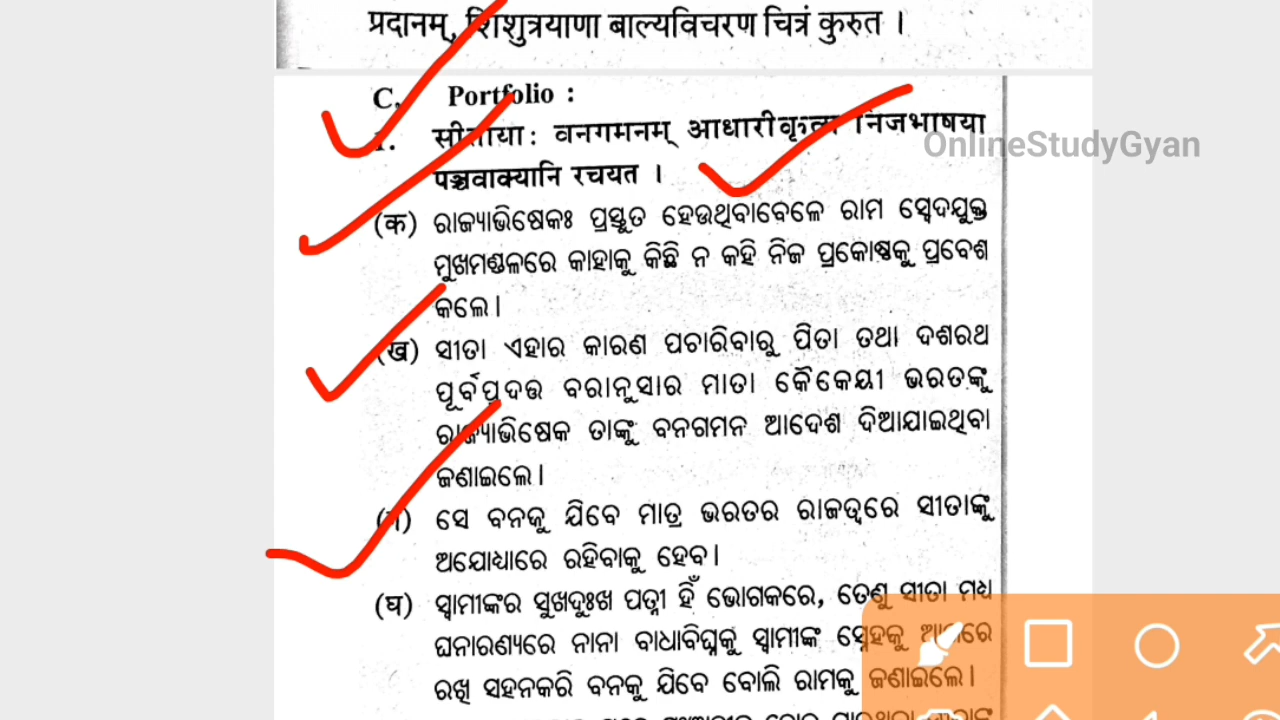 प्रदानम्, शिशुत्रयाणा बाल्यविचरण चित्रं कुरुत ।
C. Portfolio :
1. सीतायाः वनगमनम् आधारीकृत्य निजभाषया
पञ्चवाक्यानि रचयत ।
OnlineStudyGyan
(क) ରାଜ୍ୟାଭିଷେକଃ ପ୍ରସ୍ତୁତ ହେଉଥିବାବେଳେ ରାମ ସ୍ୱେଦଯୁକ୍ତ
ମୁଖମଣ୍ଡଳରେ କାହାକୁ କିଛି ନ କହି ନିଜ ପ୍ରକୋଷ୍ଠକୁ ପ୍ରବେଶ
କଲେ।
(ख) ସୀତା ଏହାର କାରଣ ପଚାରିବାରୁ ପିତା ତଥା ଦଶରଥ
ପୂର୍ବପ୍ରଦତ୍ତ ବରାନୁସାର ମାତା କୈକେୟୀ ଭରତଙ୍କୁ
ରାଜ୍ୟାଭିଷେକ ତାଙ୍କୁ ବନଗମନ ଆଦେଶ ଦିଆଯାଇଥିବା
ଜଣାଇଲେ।
(ग) ସେ ବନକୁ ଯିବେ ମାତ୍ର ଭରତର ରାଜତ୍ୱରେ ସୀତାଙ୍କୁ
ଅଯୋଧ୍ୟାରେ ରହିବାକୁ ହେବ।
(घ) ସ୍ୱାମୀଙ୍କର ସୁଖଦୁଃଖ ପତ୍ନୀ ହିଁ ଭୋଗକରେ, ତେଣୁ ସୀତା ମଧ୍ୟ
ଘନାରଣ୍ୟରେ ନାନା ବାଧାବିଘ୍ନକୁ ସ୍ୱାମୀଙ୍କ ସ୍ନେହକୁ ଆଗରେ
ରଖି ସହନକରି ବନକୁ ଯିବେ ବୋଲି ରାମକୁ ଜଣାଇଲେ।